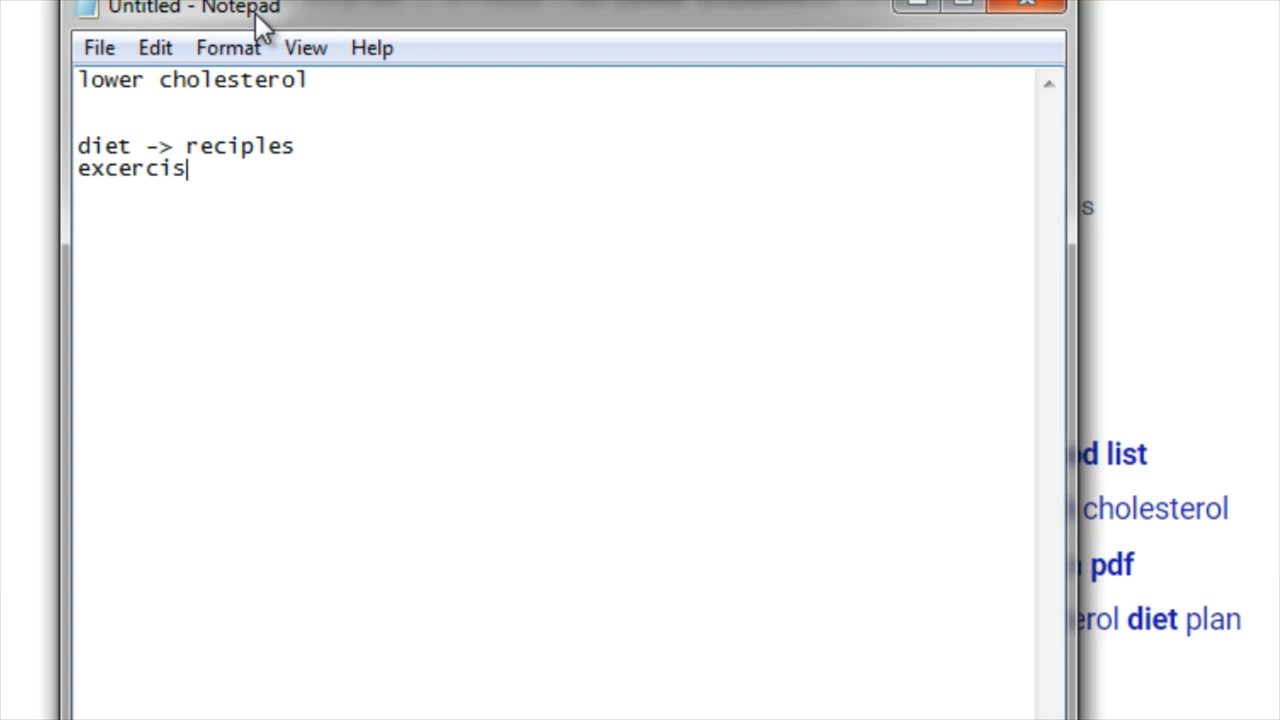 Untitled - Notepad
File Edit Format View Help
lower cholesterol
diet -> reciples
excercis
s
d list
cholesterol
pdf
erol diet plan